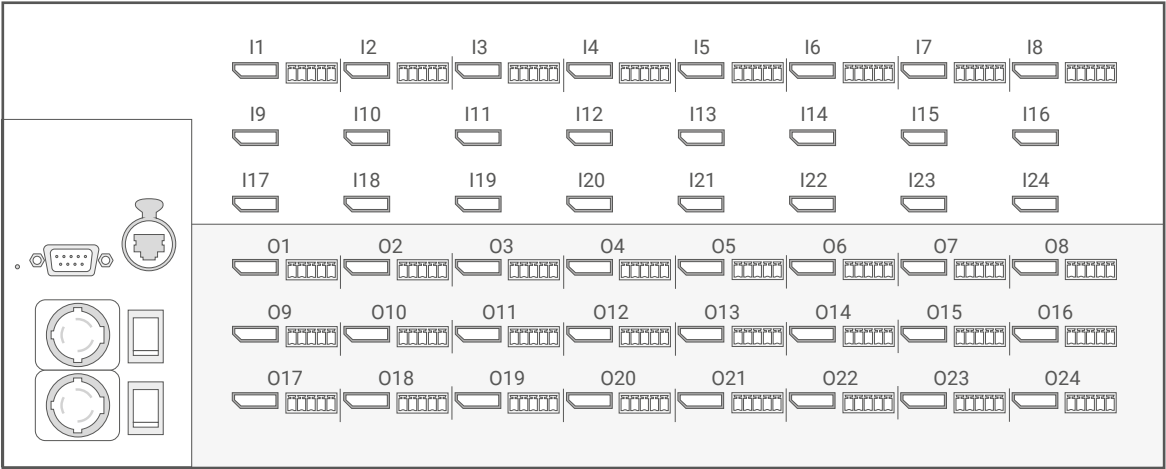 I1 I2 I3 I4 I5 I6 I7 I8
I9 I10 I11 I12 I13 I14 I15 I16
I17 I18 I19 I20 I21 I22 I23 I24
O1 O2 O3 O4 O5 O6 O7 O8
O9 O10 O11 O12 O13 O14 O15 O16
O17 O18 O19 O20 O21 O22 O23 O24